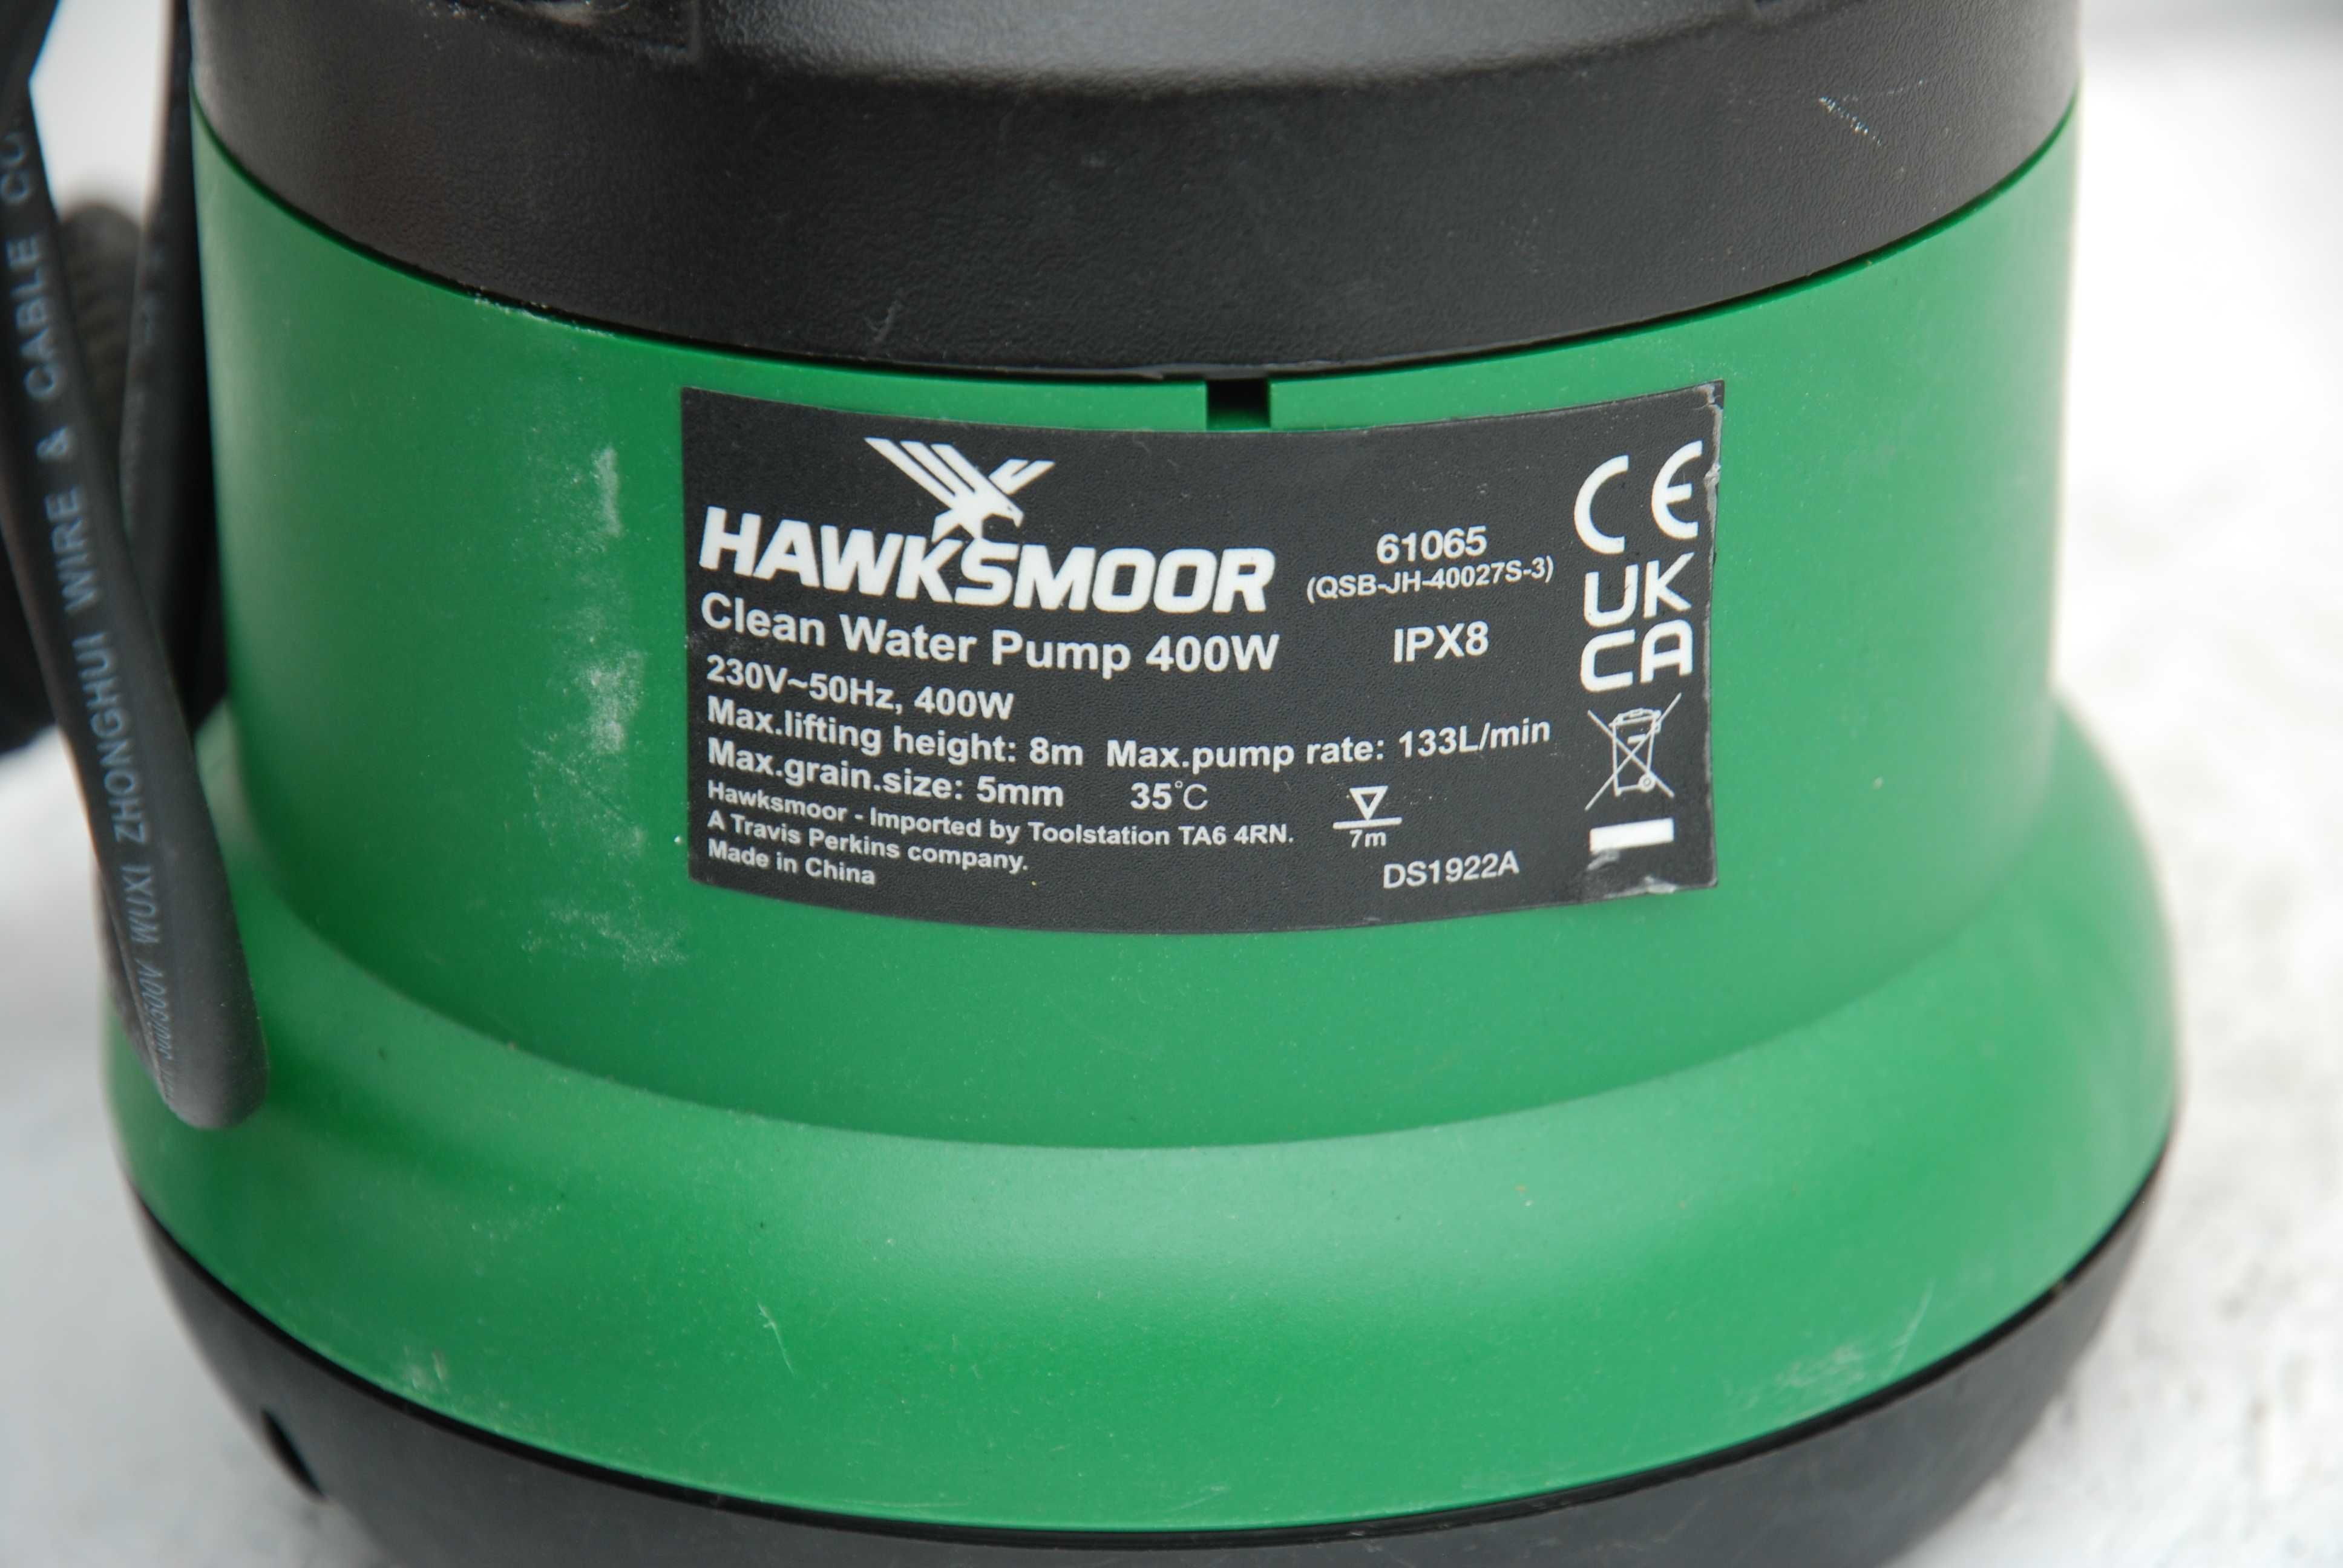 HAWKSMOOR
Clean Water Pump 400W
230V~50Hz, 400W
Max.lifting height: 8m Max.pump rate: 133L/min
Max.grain.size: 5mm 35°C
7m
Hawksmoor - Imported by Toolstation TA6 4RN.
A Travis Perkins company.
Made in China
61065
(QSB-JH-40027S-3)
IPX8
DS1922A
CE
UK
CA
WUXI ZHONGHUI WIRE & CABLE CO.